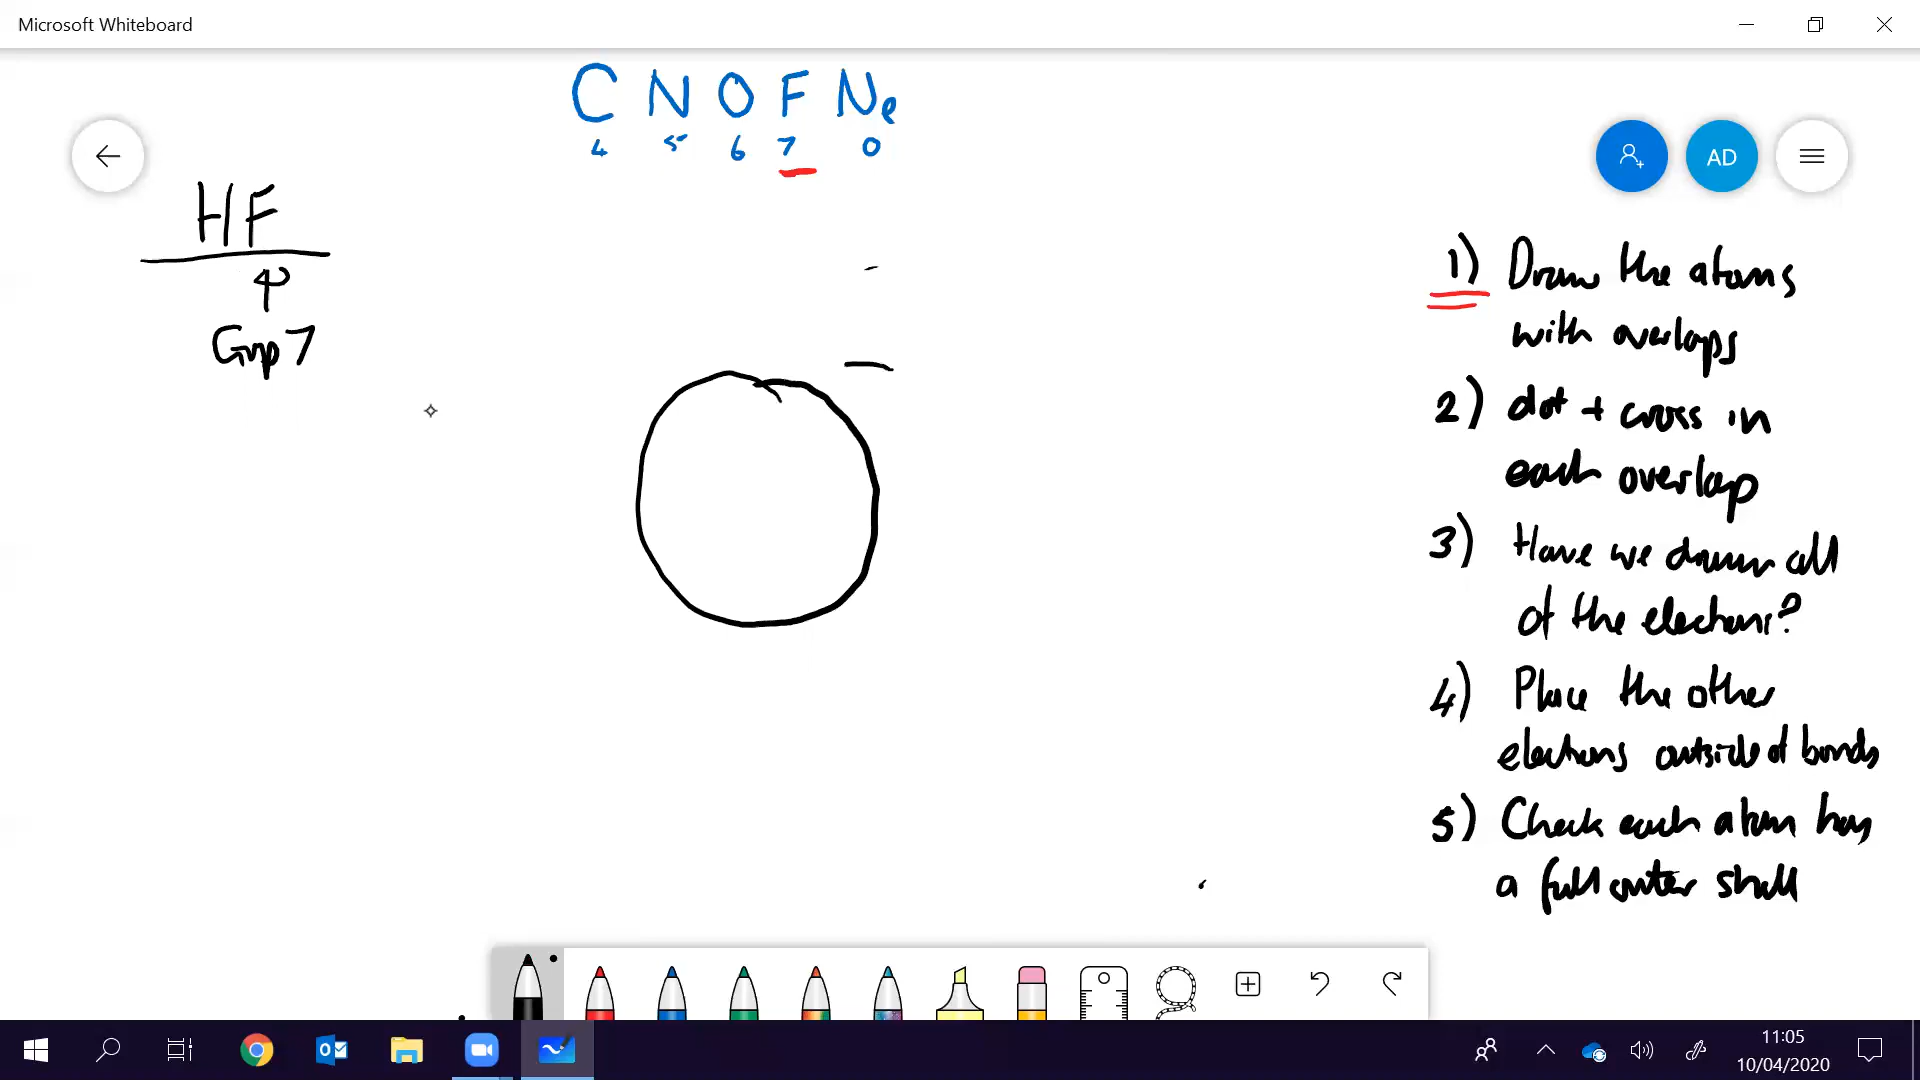 Microsoft Whiteboard
C N O F Ne
4 5 6 7 0
AD
HF
Grp 7
1) Draw the atoms
with overlaps
2) dot + cross in
each overlap
3) Have we drawn all
of the electrons?
4) Place the other
electrons outside of bonds
5) Check each atom has
a full outer shell
11:05
10/04/2020